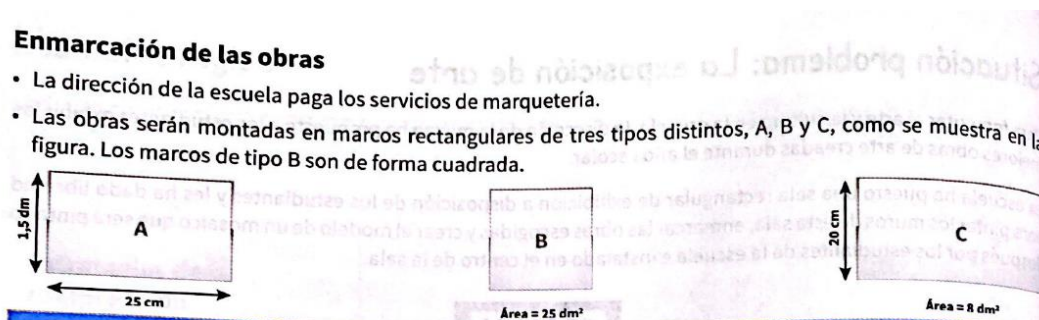 Enmarcación de las obras
• La dirección de la escuela paga los servicios de marquetería.
• Las obras serán montadas en marcos rectangulares de tres tipos distintos, A, B y C, como se muestra en la
figura. Los marcos de tipo B son de forma cuadrada.
1,5 dm
A
25 cm
B
Área = 25 dm²
20 cm
C
Área = 8 dm²